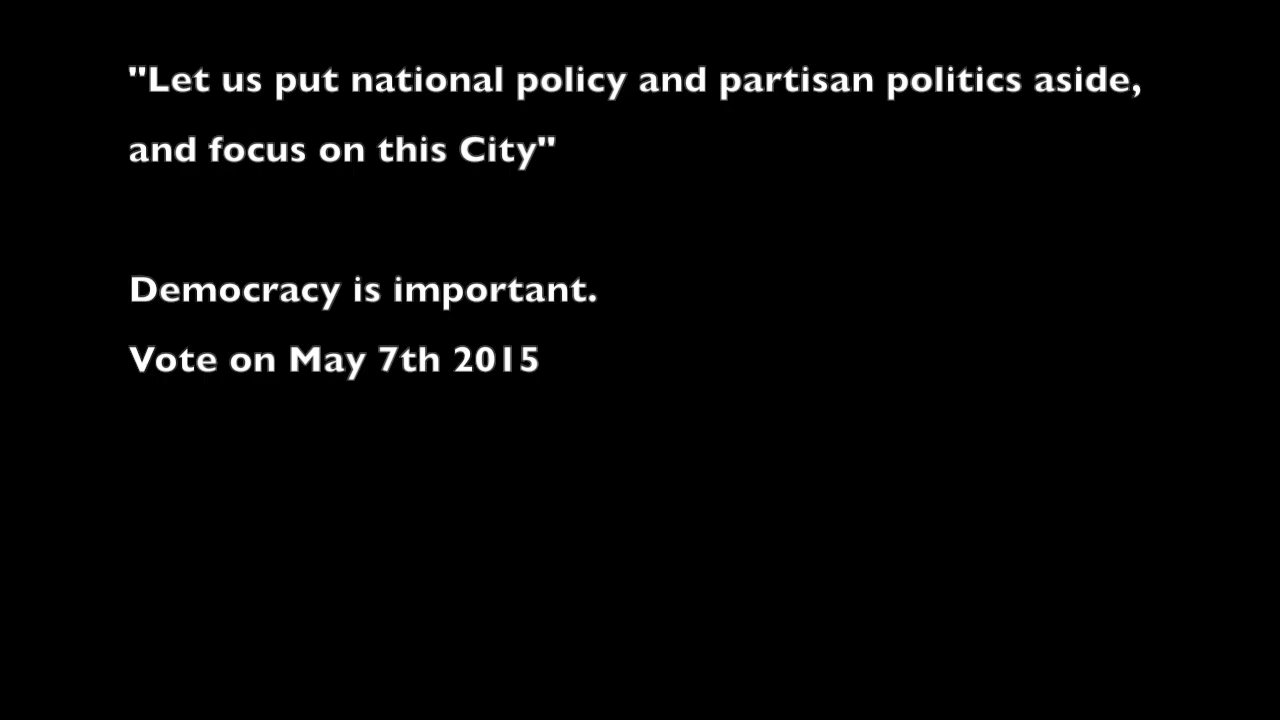 "Let us put national policy and partisan politics aside,
and focus on this City"
Democracy is important.
Vote on May 7th 2015